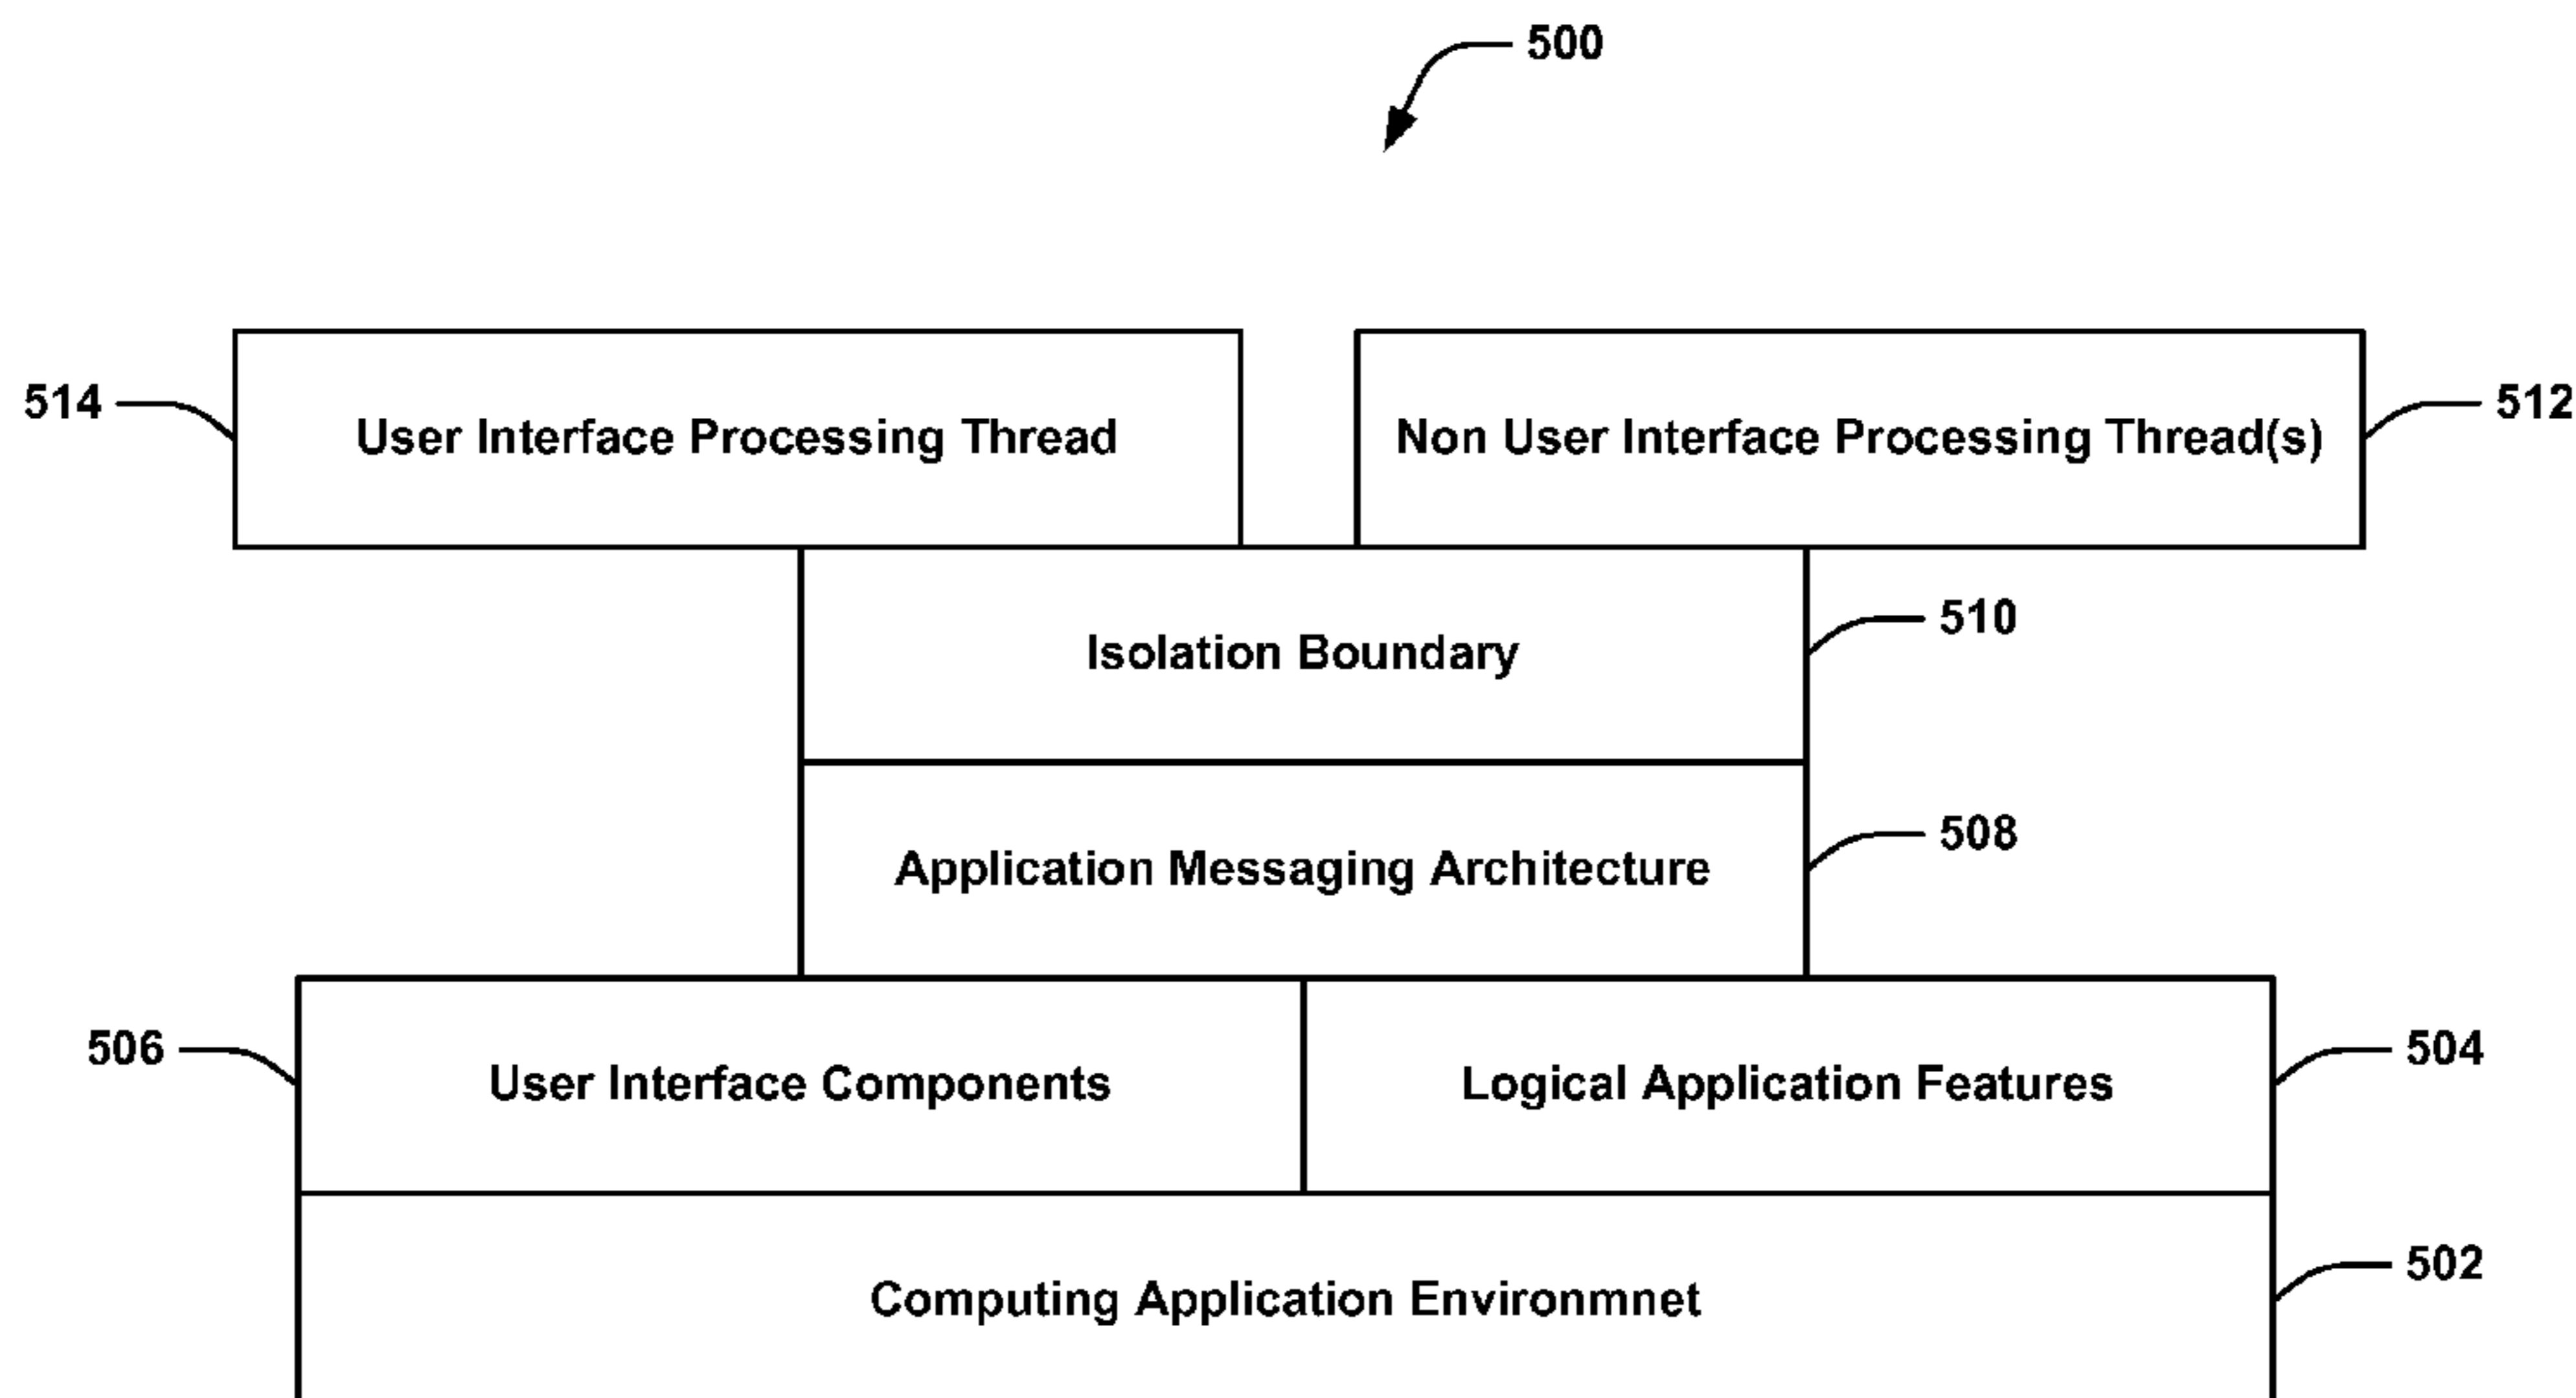 500
514
User Interface Processing Thread
Non User Interface Processing Thread(s)
512
Isolation Boundary
510
Application Messaging Architecture
508
506
User Interface Components
Logical Application Features
504
Computing Application Environmnet
502